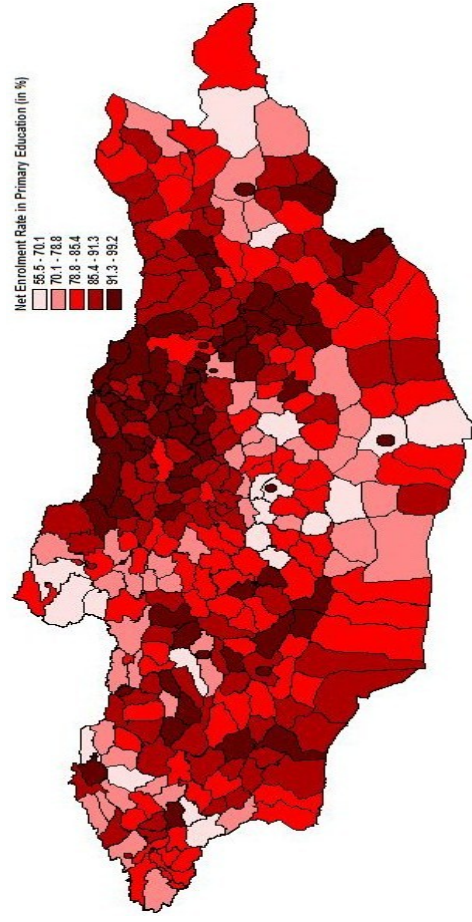 Net Enrolment Rate in Primary Education (in %)
55.5 - 70.1
70.1 - 78.8
78.8 - 85.4
85.4 - 91.3
91.3 - 99.2